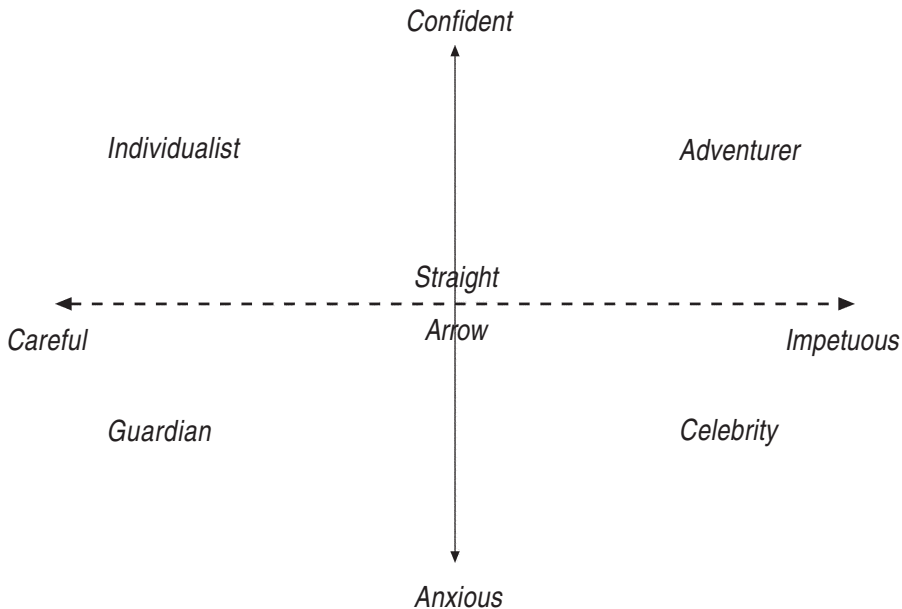 Confident
Individualist
Adventurer
Straight
Arrow
Careful
Impetuous
Guardian
Celebrity
Anxious